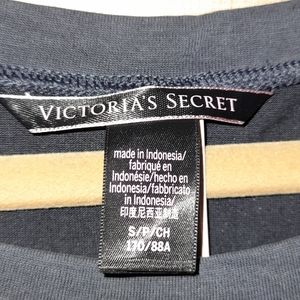 VICTORIA'S SECRET
made in Indonesia/
fabriqué en
Indonésie/hecho en
Indonesia/fabbricato
in Indonesia/
印度尼西亚制造
S/P/CH
170/88A